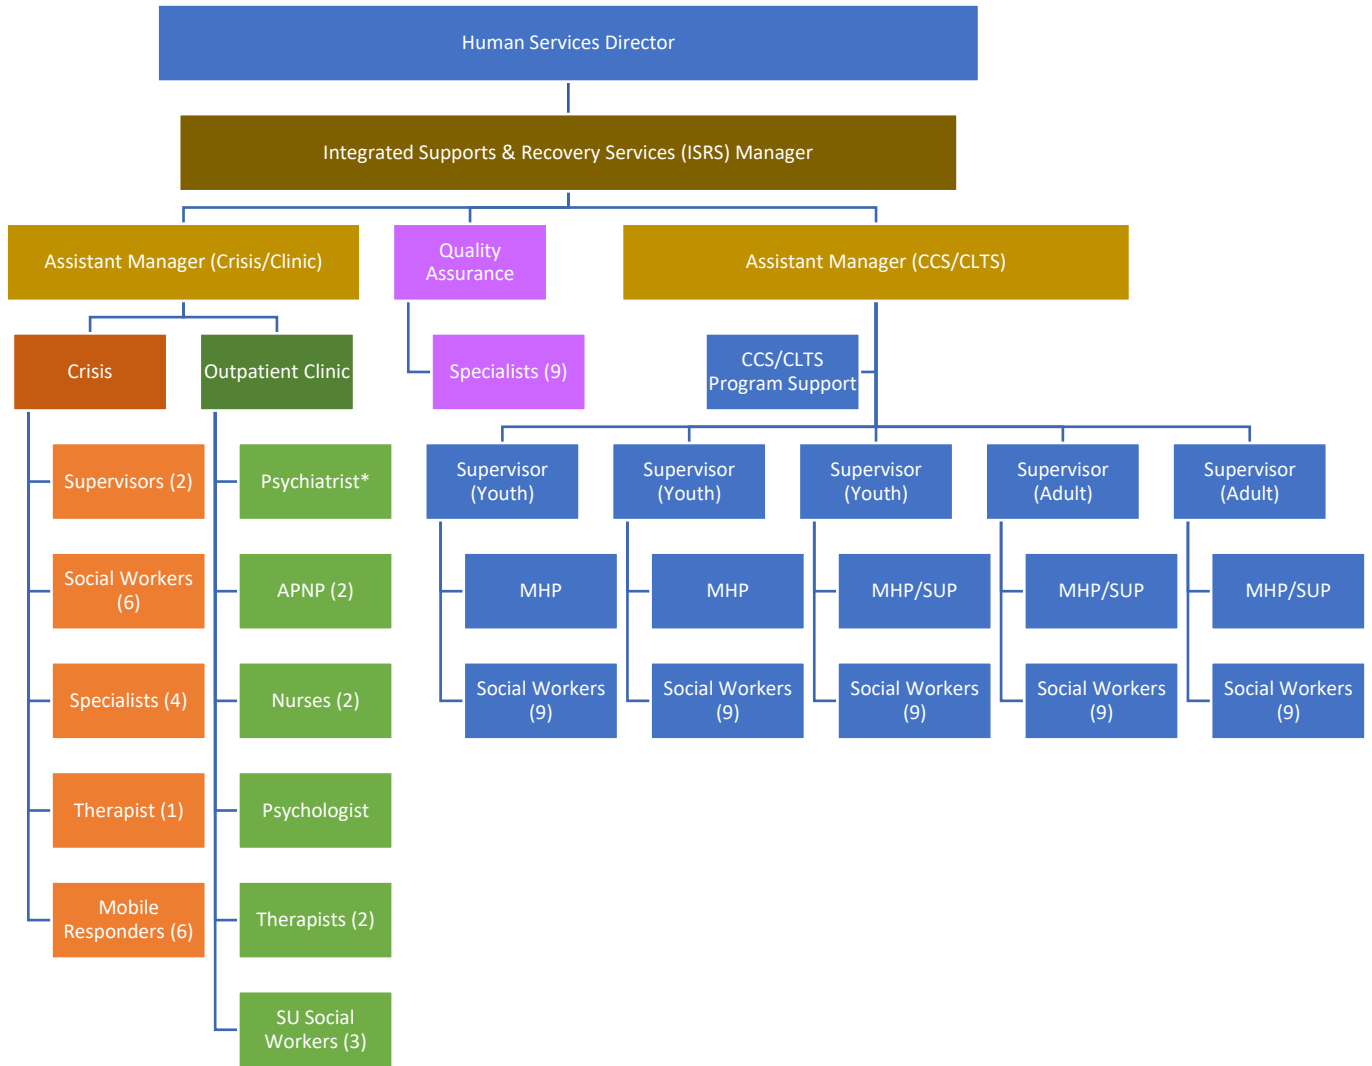 Human Services Director
Integrated Supports & Recovery Services (ISRS) Manager
Assistant Manager (Crisis/Clinic)
Quality
Assurance
Assistant Manager (CCS/CLTS)
Crisis
Outpatient Clinic
Specialists (9)
CCS/CLTS
Program Support
Supervisors (2)
Social Workers
(6)
Specialists (4)
Therapist (1)
Mobile
Responders (6)
Psychiatrist*
APNP (2)
Nurses (2)
Psychologist
Therapists (2)
SU Social
Workers (3)
Supervisor
(Youth)
MHP
Social Workers
(9)
Supervisor
(Youth)
MHP
Social Workers
(9)
Supervisor
(Youth)
MHP/SUP
Social Workers
(9)
Supervisor
(Adult)
MHP/SUP
Social Workers
(9)
Supervisor
(Adult)
MHP/SUP
Social Workers
(9)